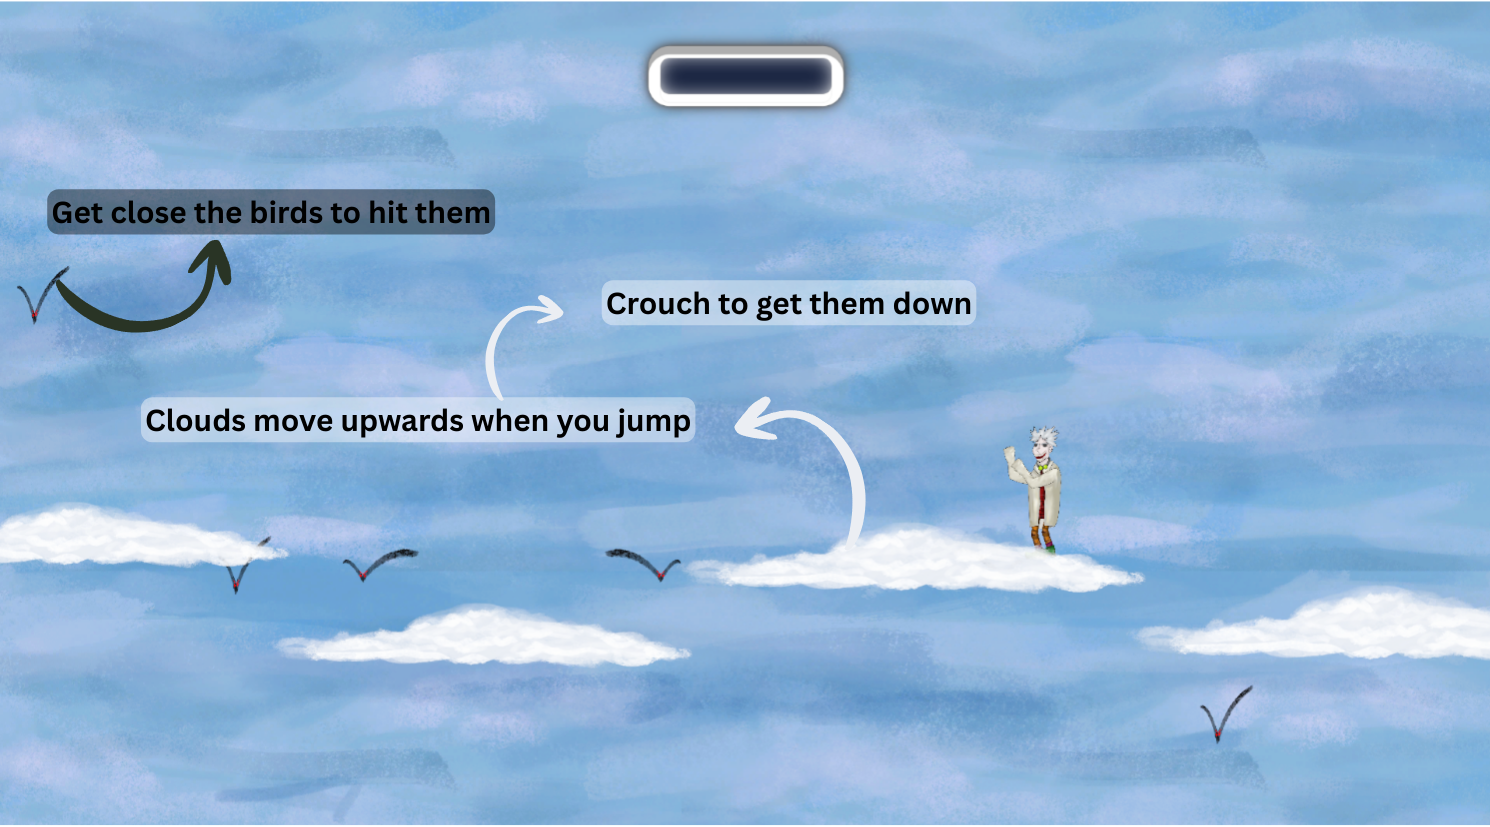 Get close the birds to hit them
Crouch to get them down
Clouds move upwards when you jump